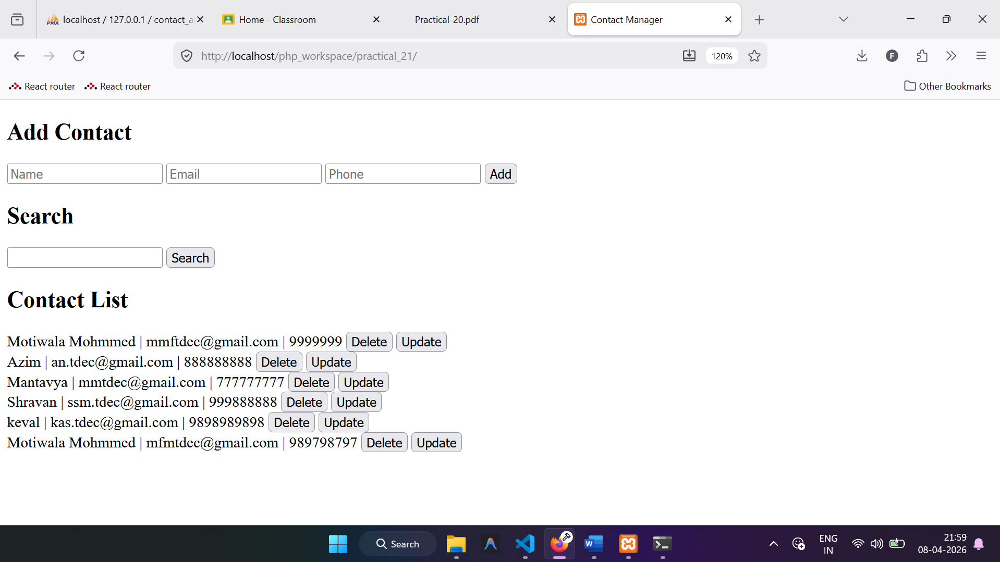 localhost / 127.0.0.1 / contact_a
Home - Classroom
Practical-20.pdf
Contact Manager
http://localhost/php_workspace/practical_21/
120%
F
React router
React router
Other Bookmarks
Add Contact
Name Email Phone Add
Search
Search
Contact List
Motiwala Mohmmed | mmftdec@gmail.com | 9999999 Delete Update
Azim | an.tdec@gmail.com | 888888888 Delete Update
Mantavya | mmtdec@gmail.com | 777777777 Delete Update
Shravan | ssm.tdec@gmail.com | 999888888 Delete Update
keval | kas.tdec@gmail.com | 9898989898 Delete Update
Motiwala Mohmmed | mfmtdec@gmail.com | 989798797 Delete Update
Search
ENG
IN
21:59
08-04-2026